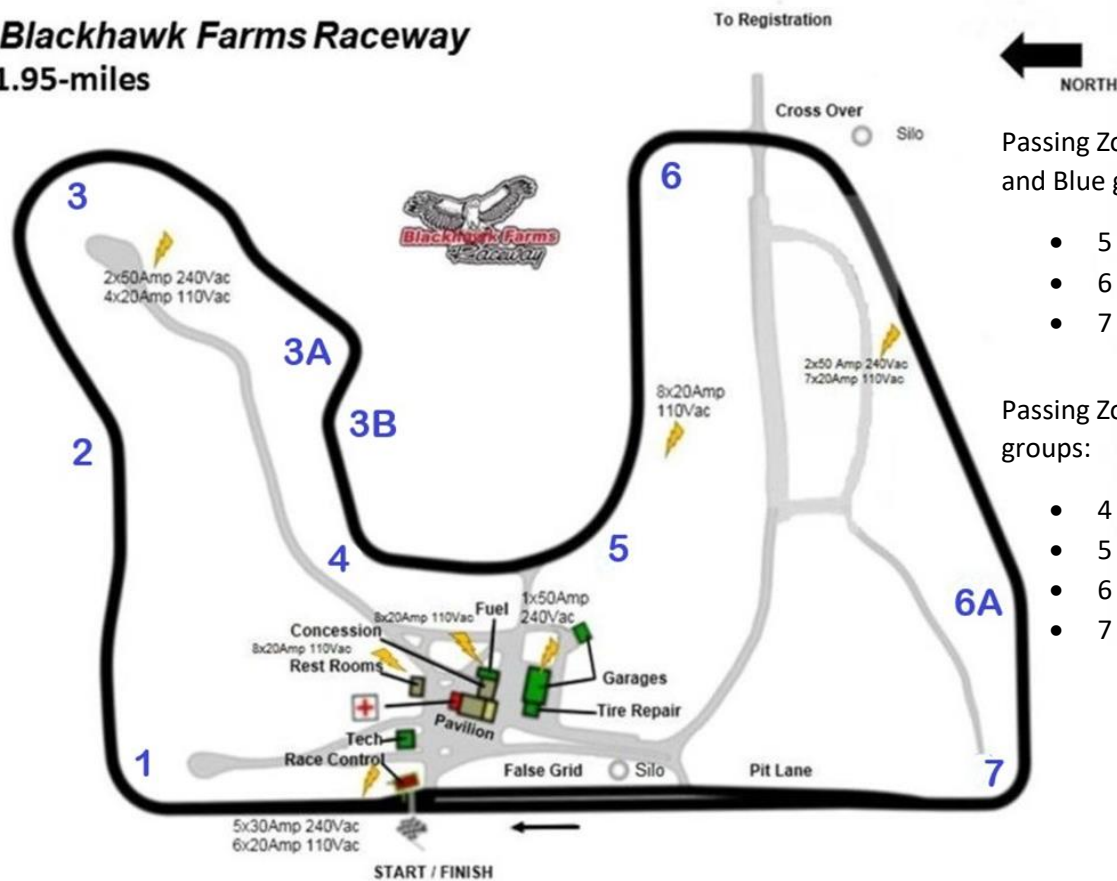 Blackhawk Farms Raceway
1.95-miles
To Registration
NORTH
Cross Over
Silo
Passing Zo
and Blue g
• 5
• 6
• 7
3
6
Blackhawk Farms
Raceway
2x50Amp 240Vac
4x20Amp 110Vac
3A
2x50 Amp 240Vac
7x20Amp 110Vac
8x20Amp
110Vac
3B
2
Passing Zo
groups:
• 4
• 5
• 6
• 7
4
5
6A
1x50Amp
240Vac
Fuel
8x20Amp 110Vac
Concession
8x20Amp 110Vac
Rest Rooms
Garages
Tire Repair
Pavilion
Tech
Race Control
1
False Grid
Silo
Pit Lane
7
5x30Amp 240Vac
6x20Amp 110Vac
START / FINISH